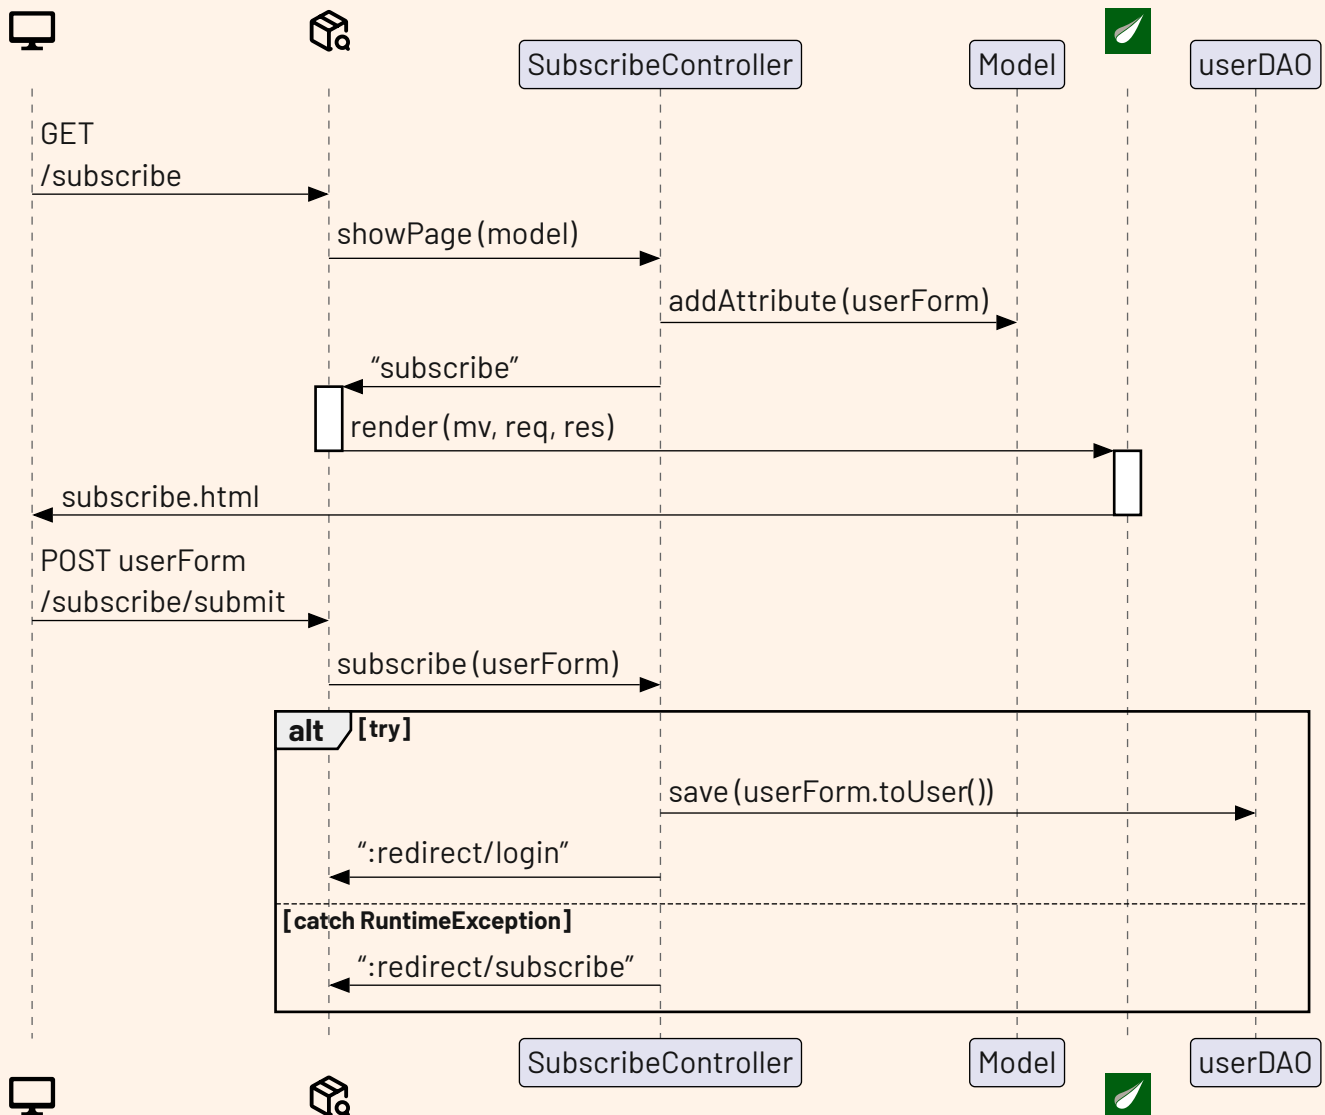 SubscribeController
Model
userDAO
GET
/subscribe
showPage(model)
addAttribute(userForm)
“subscribe”
render(mv, req, res)
subscribe.html
POST userForm
/subscribe/submit
subscribe(userForm)
alt [try]
save(userForm.toUser())
“:redirect/login”
[catch RuntimeException]
“:redirect/subscribe”
SubscribeController
Model
userDAO